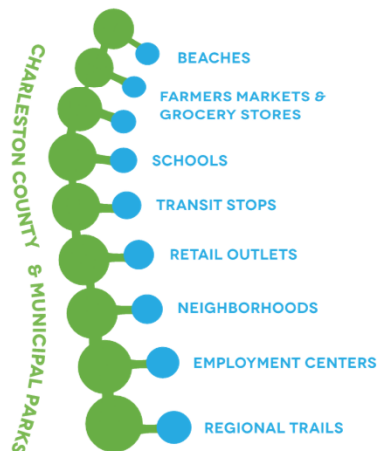 CHARLESTON COUNTY & MUNICIPAL PARKS
BEACHES
FARMERS MARKETS &
GROCERY STORES
SCHOOLS
TRANSIT STOPS
RETAIL OUTLETS
NEIGHBORHOODS
EMPLOYMENT CENTERS
REGIONAL TRAILS